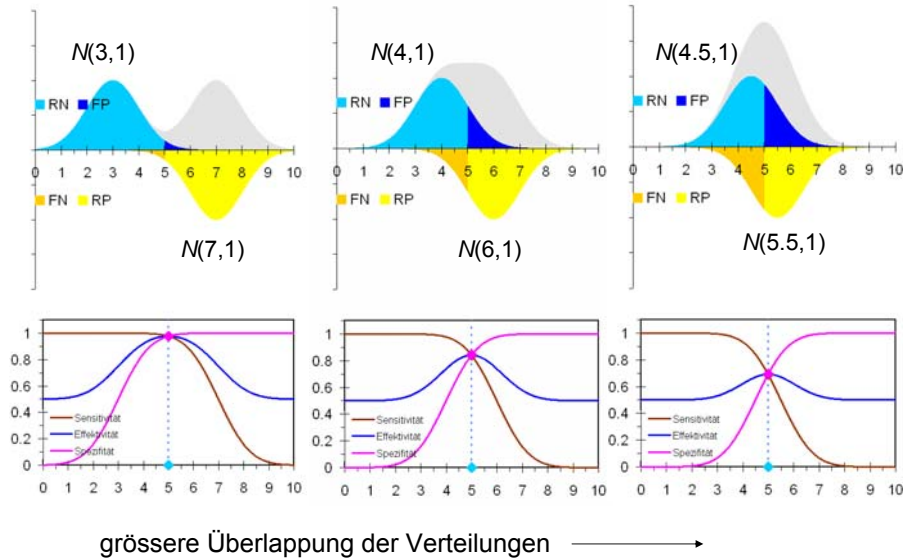 N(3,1) N(4,1) N(4.5,1)
RN FP RN FP RN FP
0 1 2 3 4 5 6 7 8 9 10 0 1 2 3 4 5 6 7 8 9 10 0 1 2 3 4 5 6 7 8 9 10
FN RP FN RP FN RP
N(7,1) N(6,1) N(5.5,1)
1 1 1
0.8 0.8 0.8
0.6 0.6 0.6
0.4 0.4 0.4
Sensitivität Sensitivität Sensitivität
0.2 Effektivität 0.2 Effektivität 0.2 Effektivität
Spezifität Spezifität Spezifität
0 0 0
0 1 2 3 4 5 6 7 8 9 10 0 1 2 3 4 5 6 7 8 9 10 0 1 2 3 4 5 6 7 8 9 10
grössere Überlappung der Verteilungen